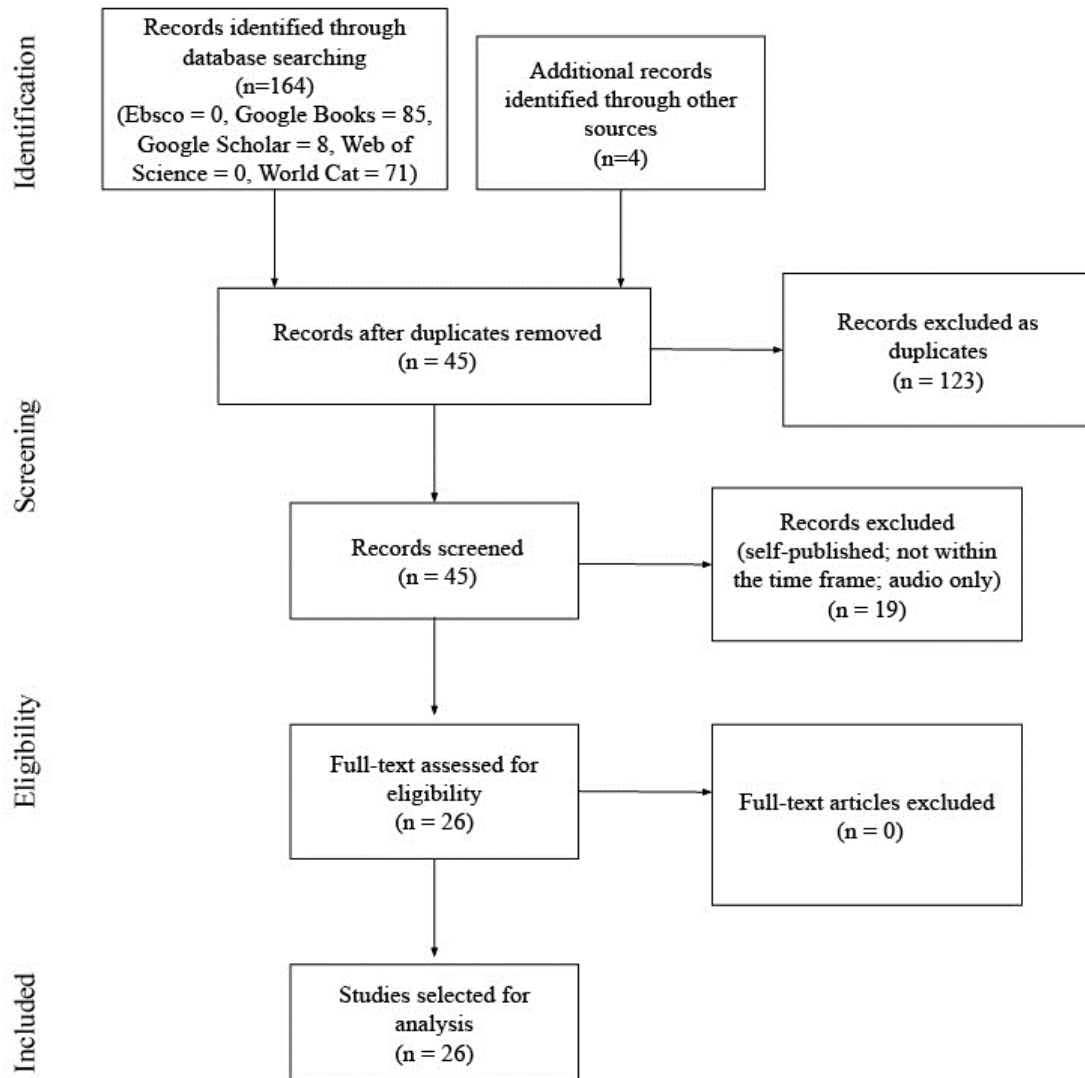 Identification
Records identified through
database searching
(n=164)
(Ebsco = 0, Google Books = 85,
Google Scholar = 8, Web of
Science = 0, World Cat = 71)
Additional records
identified through other
sources
(n=4)
Records after duplicates removed
(n = 45)
Records excluded as
duplicates
(n = 123)
Screening
Records screened
(n = 45)
Records excluded
(self-published; not within
the time frame; audio only)
(n = 19)
Eligibility
Full-text assessed for
eligibility
(n = 26)
Full-text articles excluded
(n = 0)
Included
Studies selected for
analysis
(n = 26)